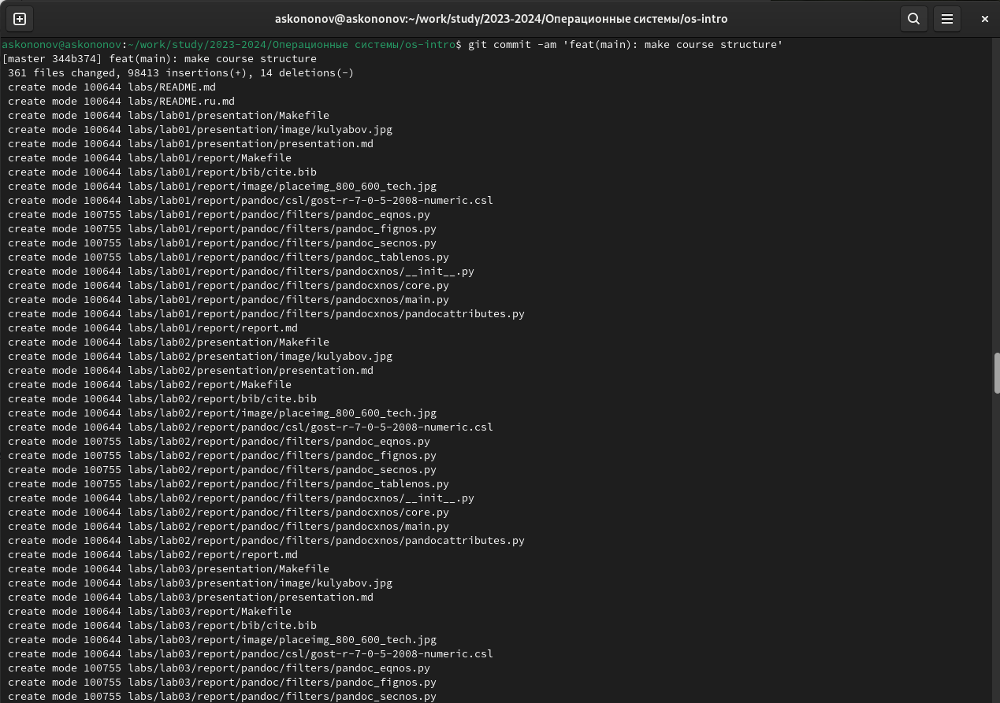 askononov@askononov:~/work/study/2023-2024/Операционные системы/os-intro
askononov@askononov:~/work/study/2023-2024/Операционные системы/os-intro$ git commit -am 'feat(main): make course structure'
[master 344b374] feat(main): make course structure
361 files changed, 98413 insertions(+), 14 deletions(-)
create mode 100644 labs/README.md
create mode 100644 labs/README.ru.md
create mode 100644 labs/lab01/presentation/Makefile
create mode 100644 labs/lab01/presentation/image/kulyabov.jpg
create mode 100644 labs/lab01/presentation/presentation.md
create mode 100644 labs/lab01/report/Makefile
create mode 100644 labs/lab01/report/bib/cite.bib
create mode 100644 labs/lab01/report/image/placeimg_800_600_tech.jpg
create mode 100644 labs/lab01/report/pandoc/csl/gost-r-7-0-5-2008-numeric.csl
create mode 100755 labs/lab01/report/pandoc/filters/pandoc_eqnos.py
create mode 100755 labs/lab01/report/pandoc/filters/pandoc_fignos.py
create mode 100755 labs/lab01/report/pandoc/filters/pandoc_secnos.py
create mode 100755 labs/lab01/report/pandoc/filters/pandoc_tablenos.py
create mode 100644 labs/lab01/report/pandoc/filters/pandocxnos/__init__.py
create mode 100644 labs/lab01/report/pandoc/filters/pandocxnos/core.py
create mode 100644 labs/lab01/report/pandoc/filters/pandocxnos/main.py
create mode 100644 labs/lab01/report/pandoc/filters/pandocxnos/pandocattributes.py
create mode 100644 labs/lab01/report/report.md
create mode 100644 labs/lab02/presentation/Makefile
create mode 100644 labs/lab02/presentation/image/kulyabov.jpg
create mode 100644 labs/lab02/presentation/presentation.md
create mode 100644 labs/lab02/report/Makefile
create mode 100644 labs/lab02/report/bib/cite.bib
create mode 100644 labs/lab02/report/image/placeimg_800_600_tech.jpg
create mode 100644 labs/lab02/report/pandoc/csl/gost-r-7-0-5-2008-numeric.csl
create mode 100755 labs/lab02/report/pandoc/filters/pandoc_eqnos.py
create mode 100755 labs/lab02/report/pandoc/filters/pandoc_fignos.py
create mode 100755 labs/lab02/report/pandoc/filters/pandoc_secnos.py
create mode 100755 labs/lab02/report/pandoc/filters/pandoc_tablenos.py
create mode 100644 labs/lab02/report/pandoc/filters/pandocxnos/__init__.py
create mode 100644 labs/lab02/report/pandoc/filters/pandocxnos/core.py
create mode 100644 labs/lab02/report/pandoc/filters/pandocxnos/main.py
create mode 100644 labs/lab02/report/pandoc/filters/pandocxnos/pandocattributes.py
create mode 100644 labs/lab02/report/report.md
create mode 100644 labs/lab03/presentation/Makefile
create mode 100644 labs/lab03/presentation/image/kulyabov.jpg
create mode 100644 labs/lab03/presentation/presentation.md
create mode 100644 labs/lab03/report/Makefile
create mode 100644 labs/lab03/report/bib/cite.bib
create mode 100644 labs/lab03/report/image/placeimg_800_600_tech.jpg
create mode 100644 labs/lab03/report/pandoc/csl/gost-r-7-0-5-2008-numeric.csl
create mode 100755 labs/lab03/report/pandoc/filters/pandoc_eqnos.py
create mode 100755 labs/lab03/report/pandoc/filters/pandoc_fignos.py
create mode 100755 labs/lab03/report/pandoc/filters/pandoc_secnos.py